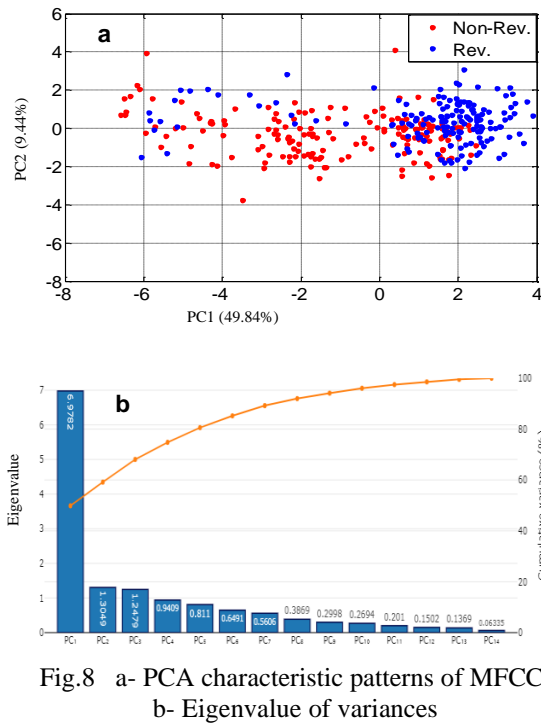 a
Non-Rev.
Rev.
6
4
2
0
-2
-4
-6
-8
PC2 (9.44%)
-8
-6
-4
-2
0
2
4
PC1 (49.84%)
b
7
6
5
4
3
2
1
0
Eigenvalue
100
80
60
40
20
0
Cumulative variance (%)
6.9782
1.3049
1.2479
0.9409
0.811
0.6491
0.5606
0.3869
0.2998
0.2694
0.201
0.1502
0.1369
0.06335
PC1
PC2
PC3
PC4
PC5
PC6
PC7
PC8
PC9
PC10
PC11
PC12
PC13
PC14
Fig.8 a- PCA characteristic patterns of MFCC
b- Eigenvalue of variances